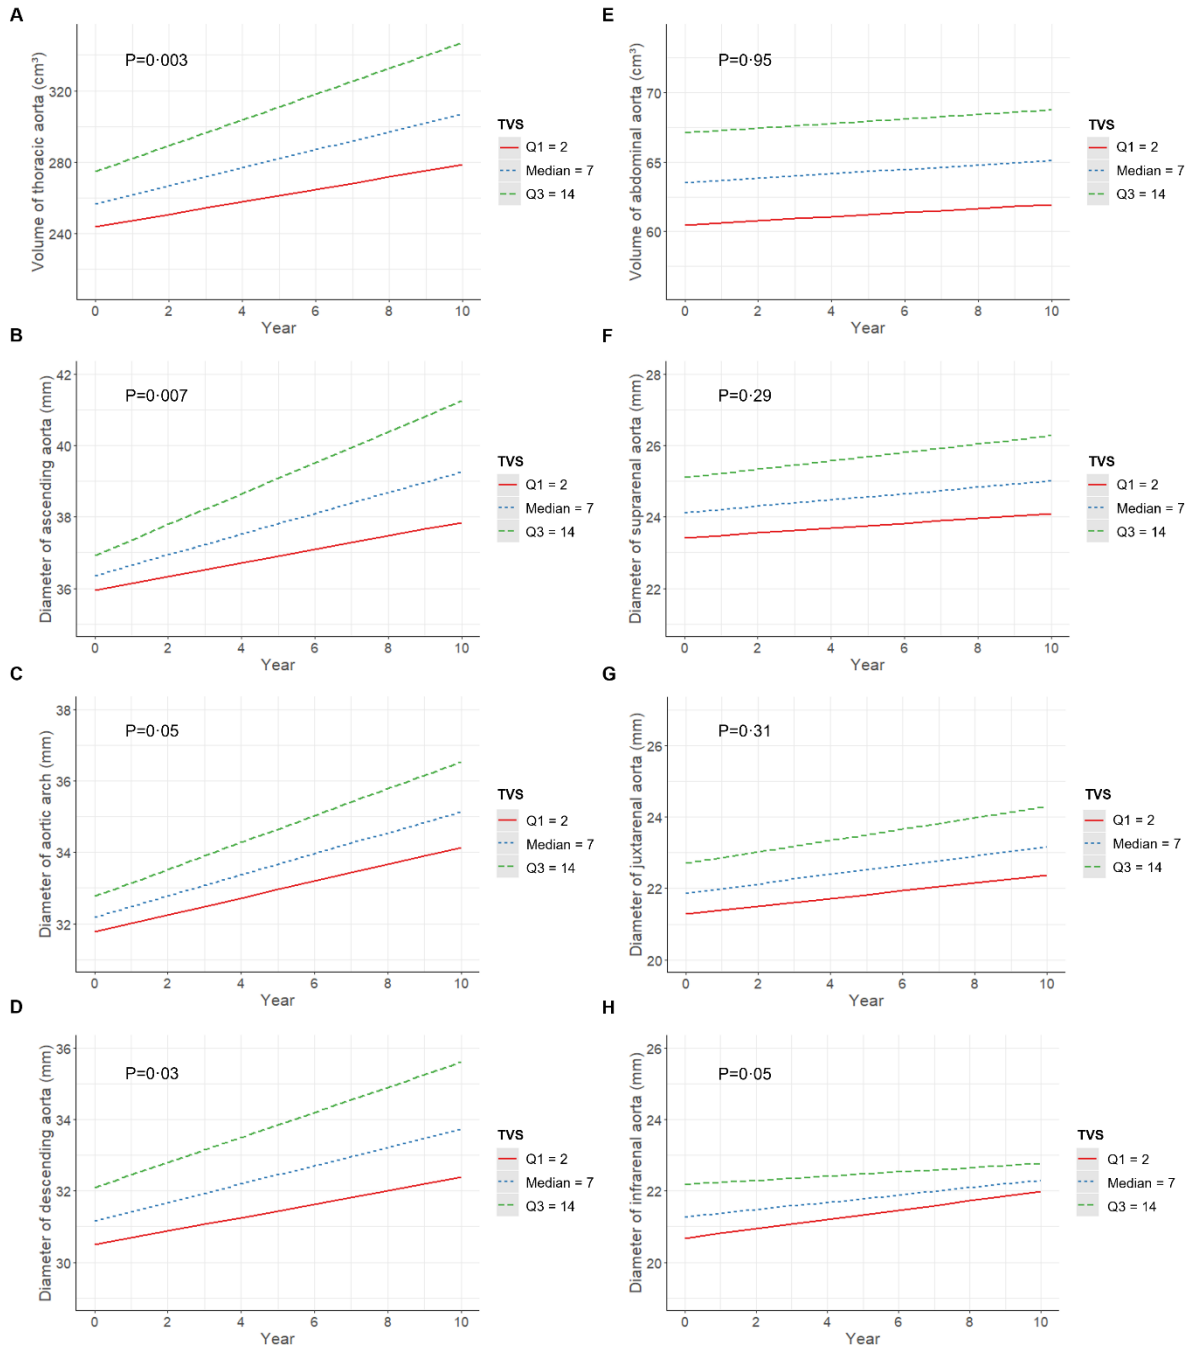 A
Volume of thoracic aorta (cm³)
320
280
240
0 2 4 6 8 10
Year
P=0·003
TVS
Q1 = 2
Median = 7
Q3 = 14
E
Volume of abdominal aorta (cm³)
70
65
60
0 2 4 6 8 10
Year
P=0·95
TVS
Q1 = 2
Median = 7
Q3 = 14
B
Diameter of ascending aorta (mm)
42
40
38
36
0 2 4 6 8 10
Year
P=0·007
TVS
Q1 = 2
Median = 7
Q3 = 14
F
Diameter of suprarenal aorta (mm)
28
26
24
22
0 2 4 6 8 10
Year
P=0·29
TVS
Q1 = 2
Median = 7
Q3 = 14
C
Diameter of aortic arch (mm)
38
36
34
32
0 2 4 6 8 10
Year
P=0·05
TVS
Q1 = 2
Median = 7
Q3 = 14
G
Diameter of juxtarenal aorta (mm)
26
24
22
20
0 2 4 6 8 10
Year
P=0·31
TVS
Q1 = 2
Median = 7
Q3 = 14
D
Diameter of descending aorta (mm)
36
34
32
30
0 2 4 6 8 10
Year
P=0·03
TVS
Q1 = 2
Median = 7
Q3 = 14
H
Diameter of infrarenal aorta (mm)
26
24
22
20
0 2 4 6 8 10
Year
P=0·05
TVS
Q1 = 2
Median = 7
Q3 = 14